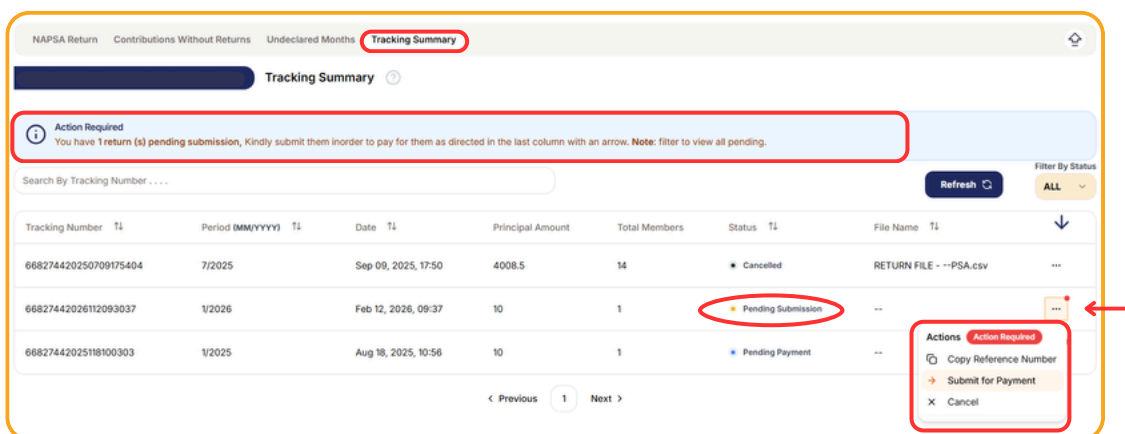 NAPSA Return Contributions Without Returns Undeclared Months Tracking Summary
Tracking Summary ?
Action Required
You have 1 return (s) pending submission, Kindly submit them inorder to pay for them as directed in the last column with an arrow. Note: filter to view all pending.
Filter By Status
Search By Tracking Number . . . .
Refresh
ALL
Tracking Number Period (MM/YYYY) Date Principal Amount Total Members Status File Name
668274420250709175404 7/2025 Sep 09, 2025, 17:50 4008.5 14 Cancelled RETURN FILE - --PSA.csv ...
66827442026112093037 1/2026 Feb 12, 2026, 09:37 10 1 Pending Submission -- ...
66827442025118100303 1/2025 Aug 18, 2025, 10:56 10 1 Pending Payment --
Actions Action Required
Copy Reference Number
Submit for Payment
Cancel
< Previous 1 Next >